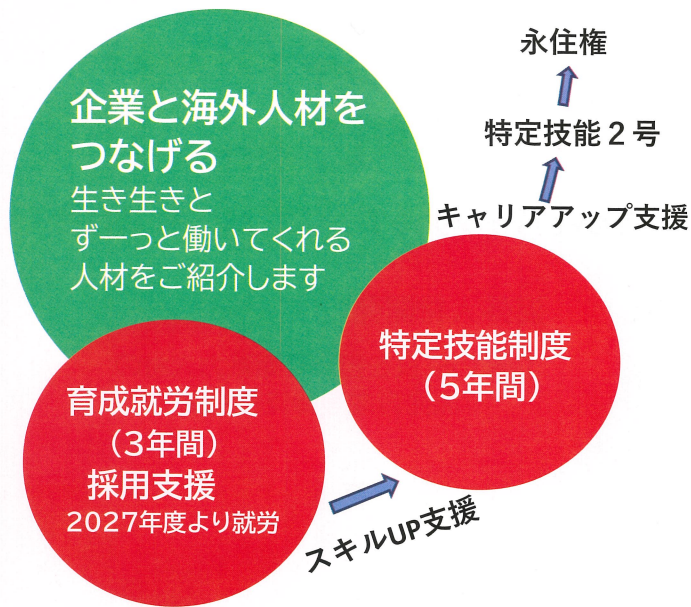 企業と海外人材を
つなげる
生き生きと
ずーっと働いてくれる
人材をご紹介します
育成就労制度
（3年間）
採用支援
2027年度より就労
スキルUP支援
特定技能制度
（5年間）
キャリアアップ支援
特定技能２号
永住権